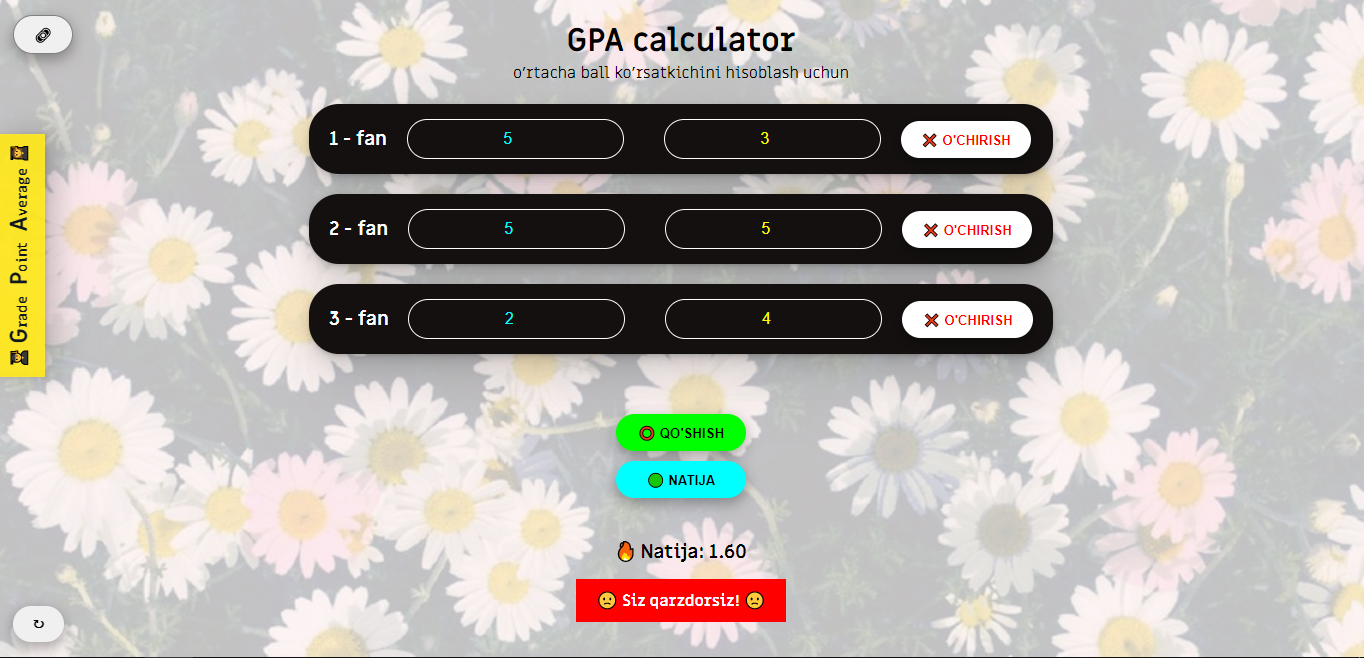 GPA calculator
o'rtacha ball ko'rsatkichini hisoblash uchun
Grade Point Average
1 - fan 5 3 O'CHIRISH
2 - fan 5 5 O'CHIRISH
3 - fan 2 4 O'CHIRISH
QO'SHISH
NATIJA
Natija: 1.60
Siz qarzdorsiz!